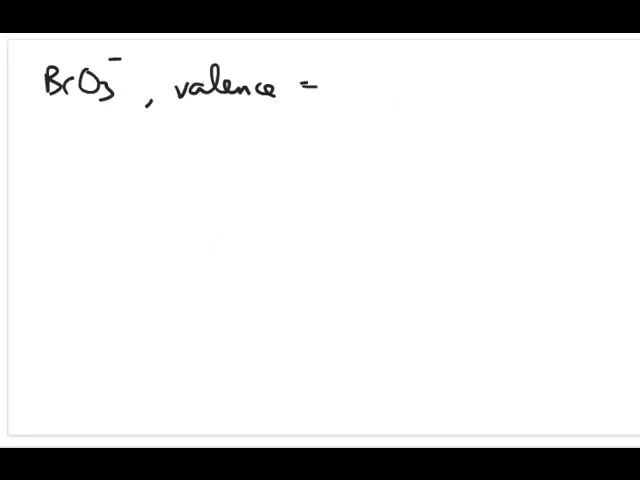 BrO₃⁻, valence =